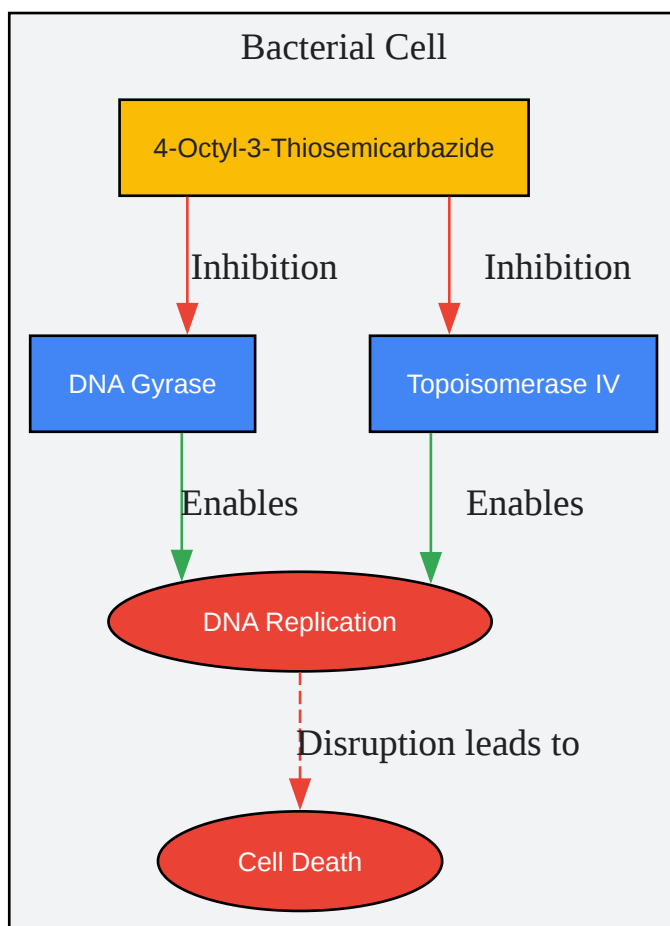 Bacterial Cell
4-Octyl-3-Thiosemicarbazide
Inhibition
Inhibition
DNA Gyrase
Topoisomerase IV
Enables
Enables
DNA Replication
Disruption leads to
Cell Death